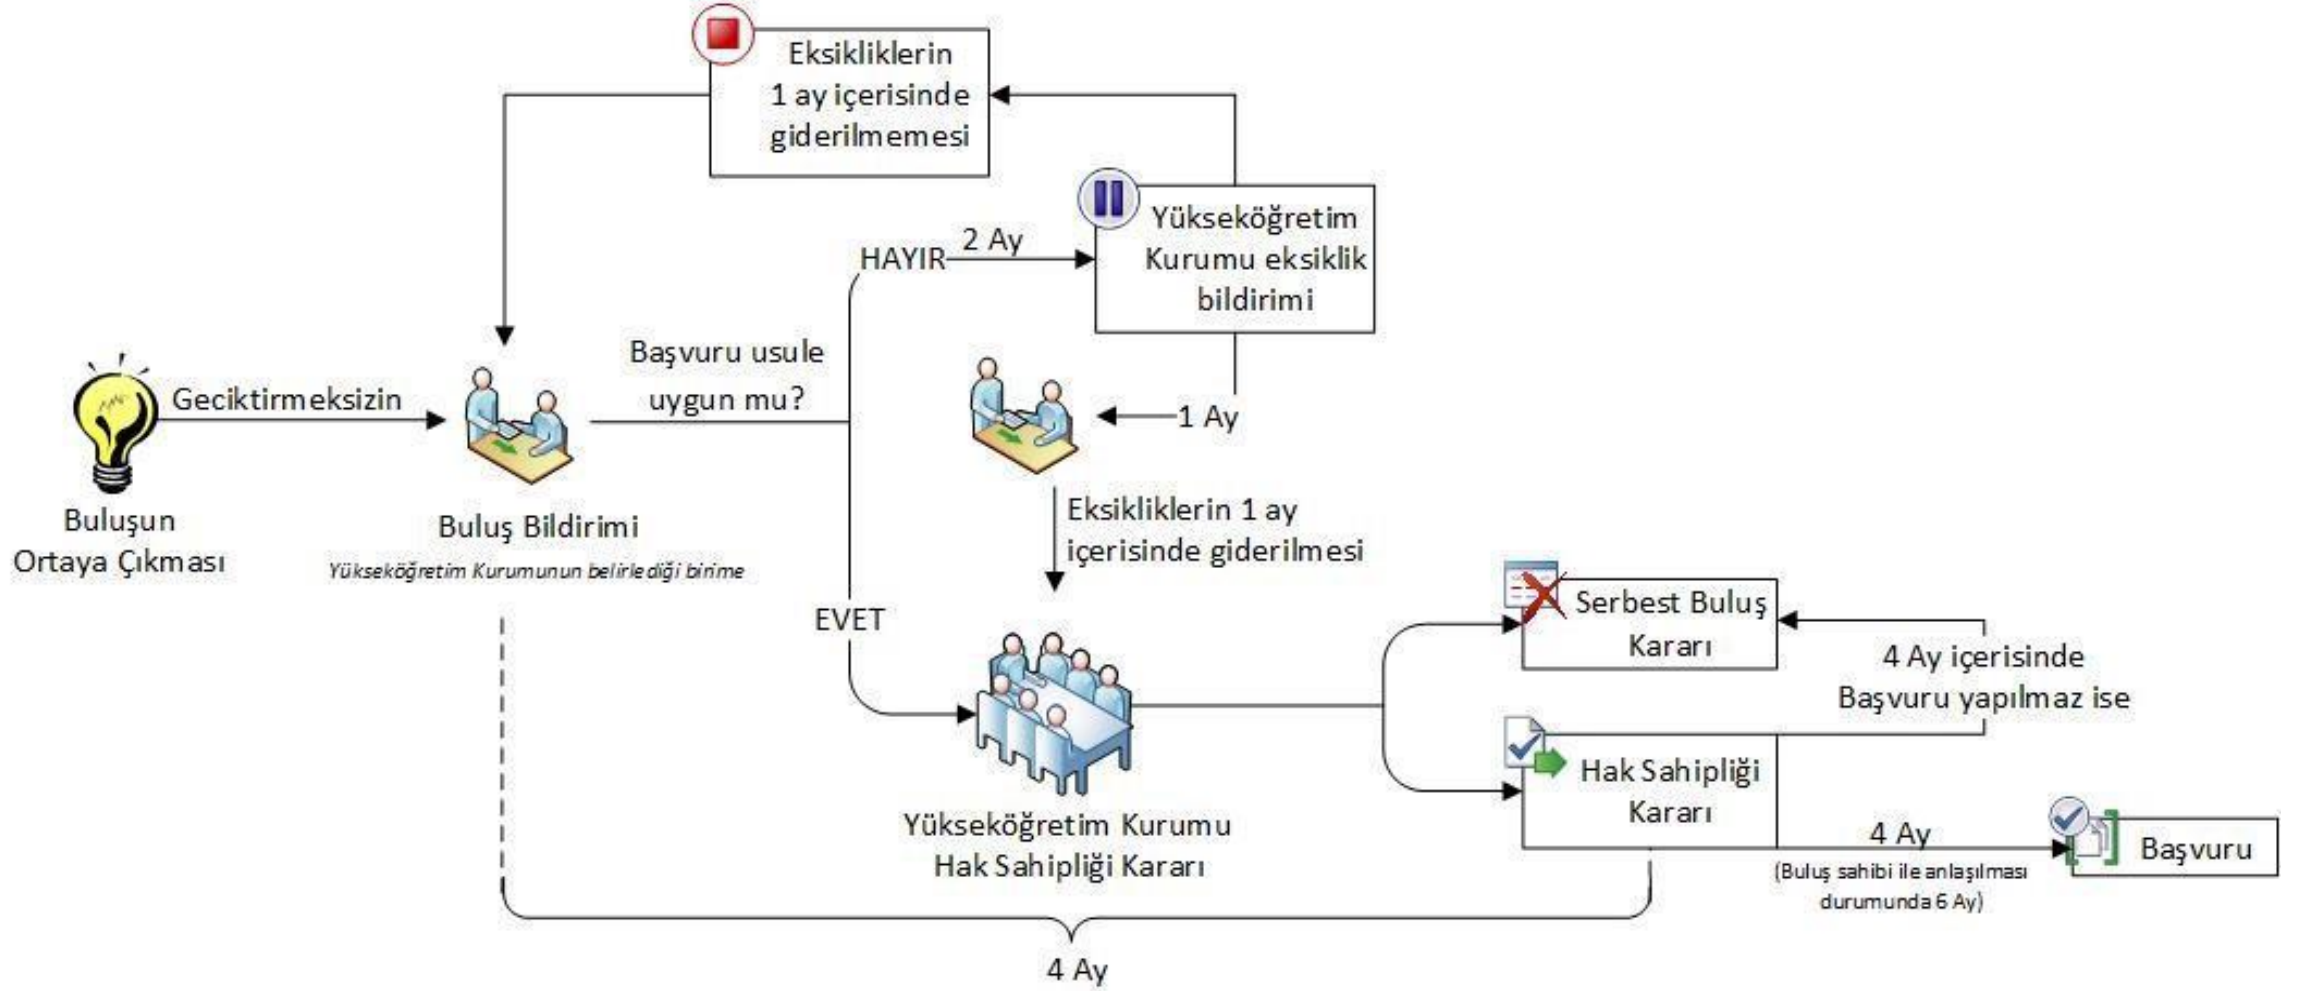 Eksikliklerin
1 ay içerisinde
giderilmemesi
Yükseköğretim
Kurumu eksiklik
bildirimi
HAYIR
2 Ay
Başvuru usule
uygun mu?
Geciktirmeksizin
1 Ay
Buluşun
Ortaya Çıkması
Buluş Bildirimi
Yükseköğretim Kurumunun belirlediği birime
Eksikliklerin 1 ay
içerisinde giderilmesi
EVET
Serbest Buluş
Kararı
4 Ay içerisinde
Başvuru yapılmaz ise
Hak Sahipliği
Kararı
Yükseköğretim Kurumu
Hak Sahipliği Kararı
4 Ay
(Buluş sahibi ile anlaşılması
durumunda 6 Ay)
Başvuru
4 Ay